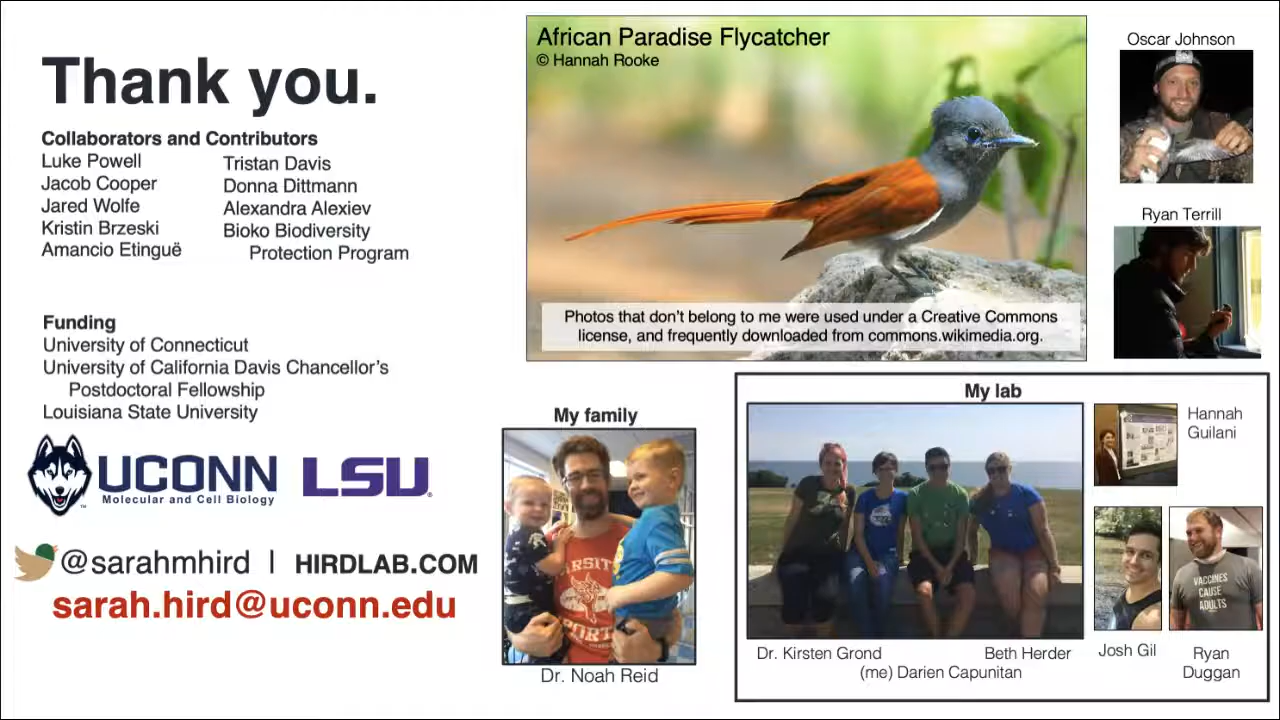 Thank you.
Collaborators and Contributors
Luke Powell
Jacob Cooper
Jared Wolfe
Kristin Brzeski
Amancio Etinguë
Tristan Davis
Donna Dittmann
Alexandra Alexiev
Bioko Biodiversity
Protection Program
Funding
University of Connecticut
University of California Davis Chancellor's
Postdoctoral Fellowship
Louisiana State University
UCONN
Molecular and Cell Biology
LSU
@sarahmhird | HIRDLAB.COM
sarah.hird@uconn.edu
African Paradise Flycatcher
© Hannah Rooke
Photos that don't belong to me were used under a Creative Commons
license, and frequently downloaded from commons.wikimedia.org.
Oscar Johnson
Ryan Terrill
My family
Dr. Noah Reid
My lab
Dr. Kirsten Grond
(me) Darien Capunitan
Beth Herder
Hannah
Guilani
Josh Gil
VACCINES
CAUSE
ADULTS
Ryan
Duggan